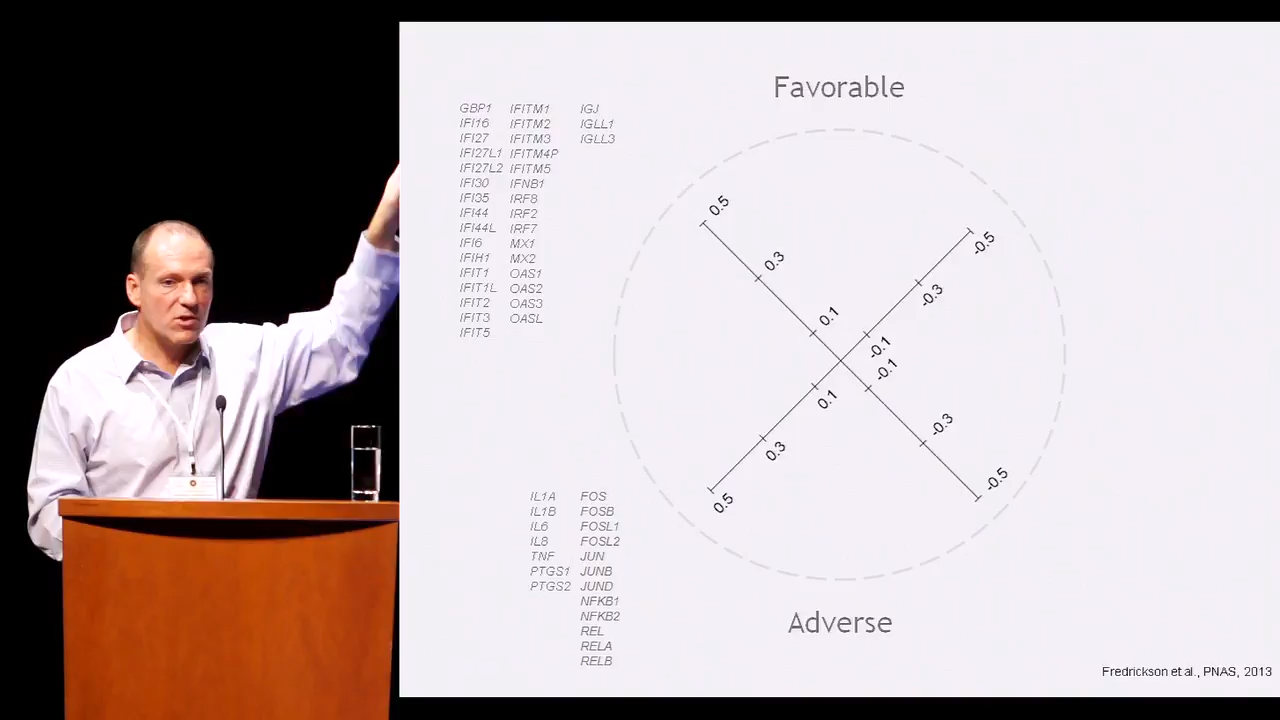 Favorable
GBP1 IFITM1 IGJ
IFI16 IFITM2 IGLL1
IFI27 IFITM3 IGLL3
IFI27L1 IFITM4P
IFI27L2 IFITM5
IFI30 IFNB1
IFI35 IRF8
IFI44 IRF2
IFI44L IRF7
IFI6 MX1
IFIH1 MX2
IFIT1 OAS1
IFIT1L OAS2
IFIT2 OAS3
IFIT3 OASL
IFIT5
0.5
-0.5
0.3
-0.3
0.1
-0.1
-0.1
0.1
-0.3
0.3
-0.5
0.5
IL1A FOS
IL1B FOSB
IL6 FOSL1
IL8 FOSL2
TNF JUN
PTGS1 JUNB
PTGS2 JUND
NFKB1
NFKB2
REL
RELA
RELB
Adverse
Fredrickson et al., PNAS, 2013